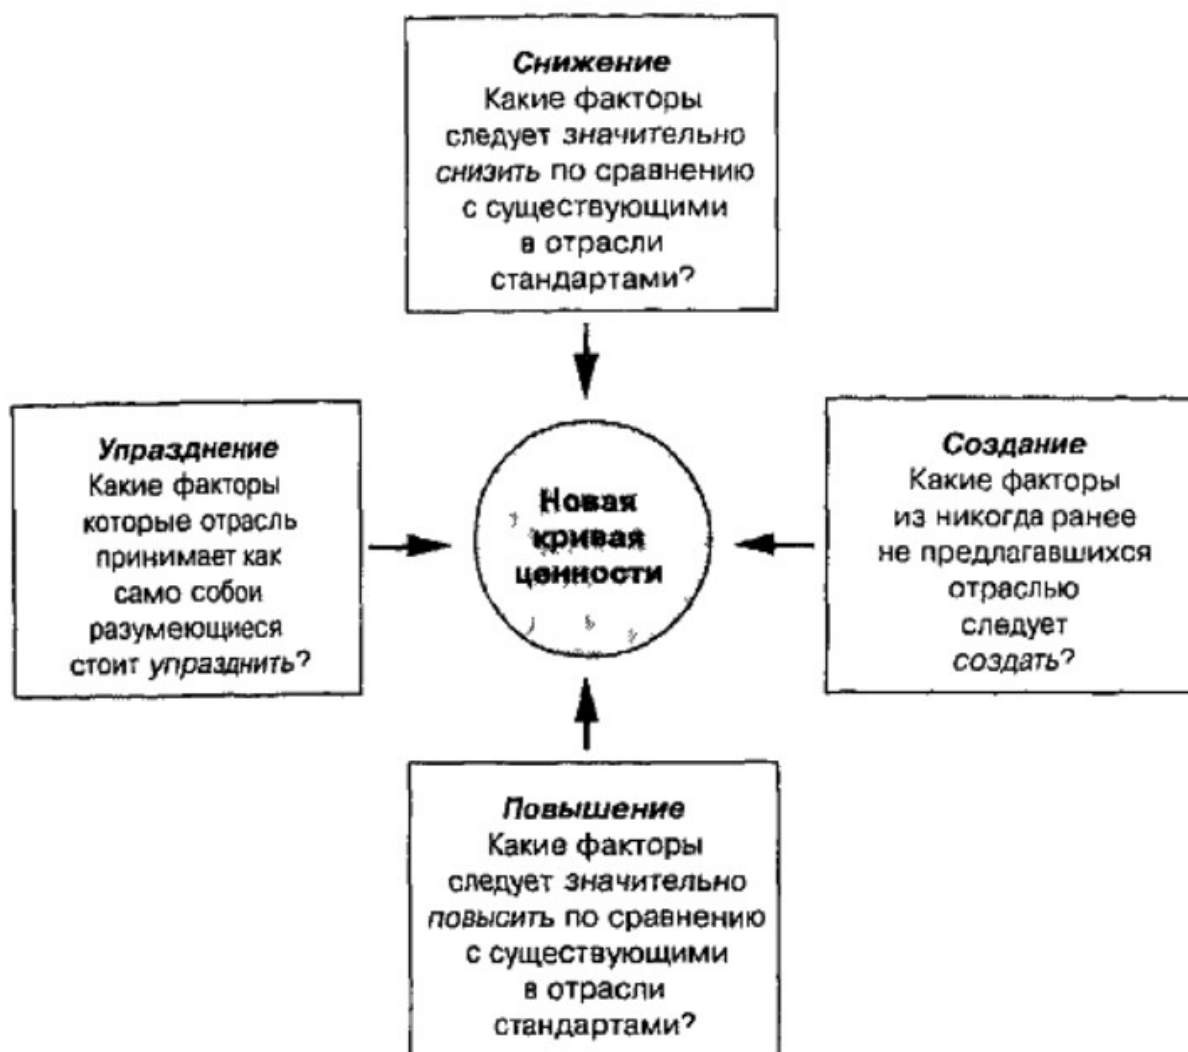 Снижение
Какие факторы
следует значительно
снизить по сравнению
с существующими
в отрасли
стандартами?
Упразднение
Какие факторы
которые отрасль
принимает как
само собои
разумеющиеся
стоит упразднить?
Новая
кривая
ценности
Создание
Какие факторы
из никогда ранее
не предлагавшихся
отраслью
следует
создать?
Повышение
Какие факторы
следует значительно
повысить по сравнению
с существующими
в отрасли
стандартами?